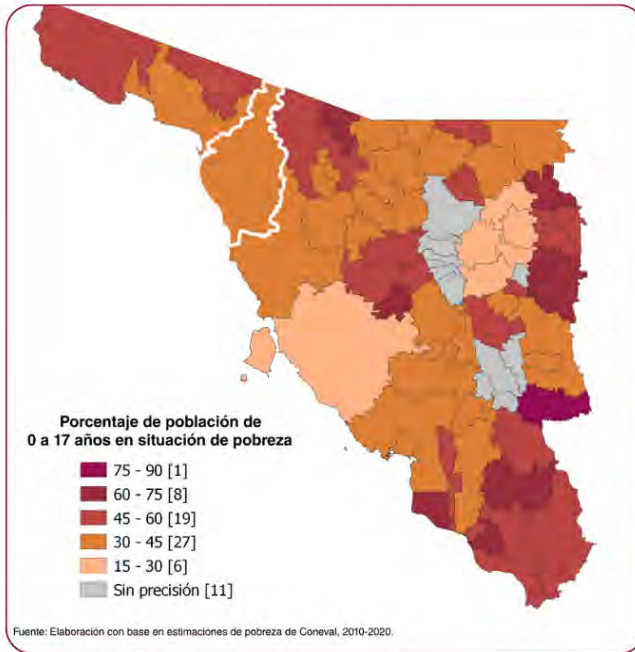 Porcentaje de población de
0 a 17 años en situación de pobreza
75 - 90 [1]
60 - 75 [8]
45 - 60 [19]
30 - 45 [27]
15 - 30 [6]
Sin precisión [11]
Fuente: Elaboración con base en estimaciones de pobreza de Coneval, 2010-2020.